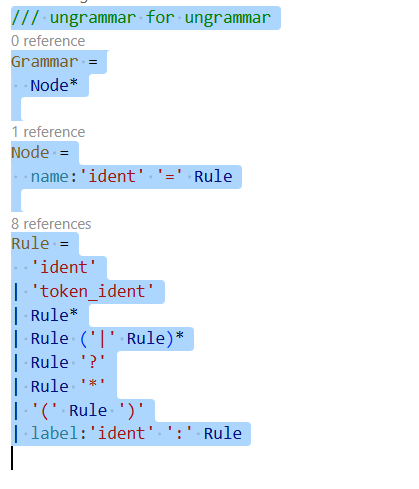 /// ungrammar for ungrammar
0 reference
Grammar =
  Node*
1 reference
Node =
  name:'ident' '=' Rule
8 references
Rule =
  'ident'
| 'token_ident'
| Rule*
| Rule ('|' Rule)*
| Rule '?'
| Rule '*'
| '(' Rule ')'
| label:'ident' ':' Rule